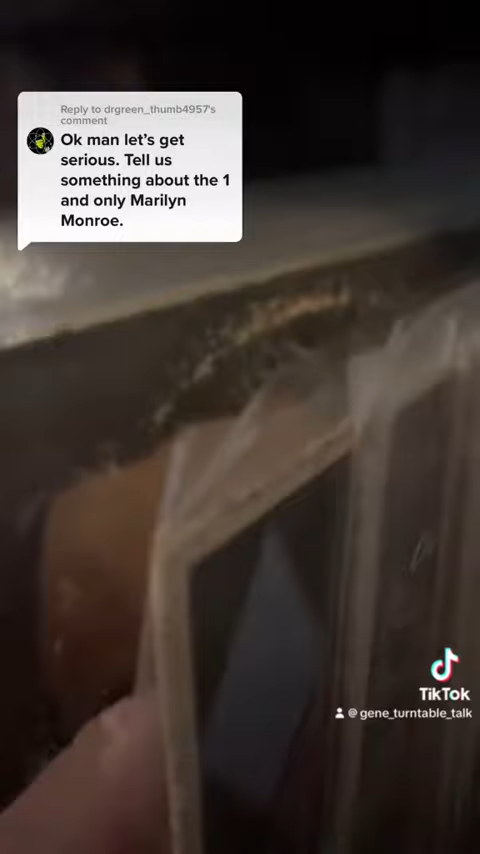 Reply to drgreen_thumb4957's
comment
Ok man let's get
serious. Tell us
something about the 1
and only Marilyn
Monroe.
TikTok
@gene_turntable_talk